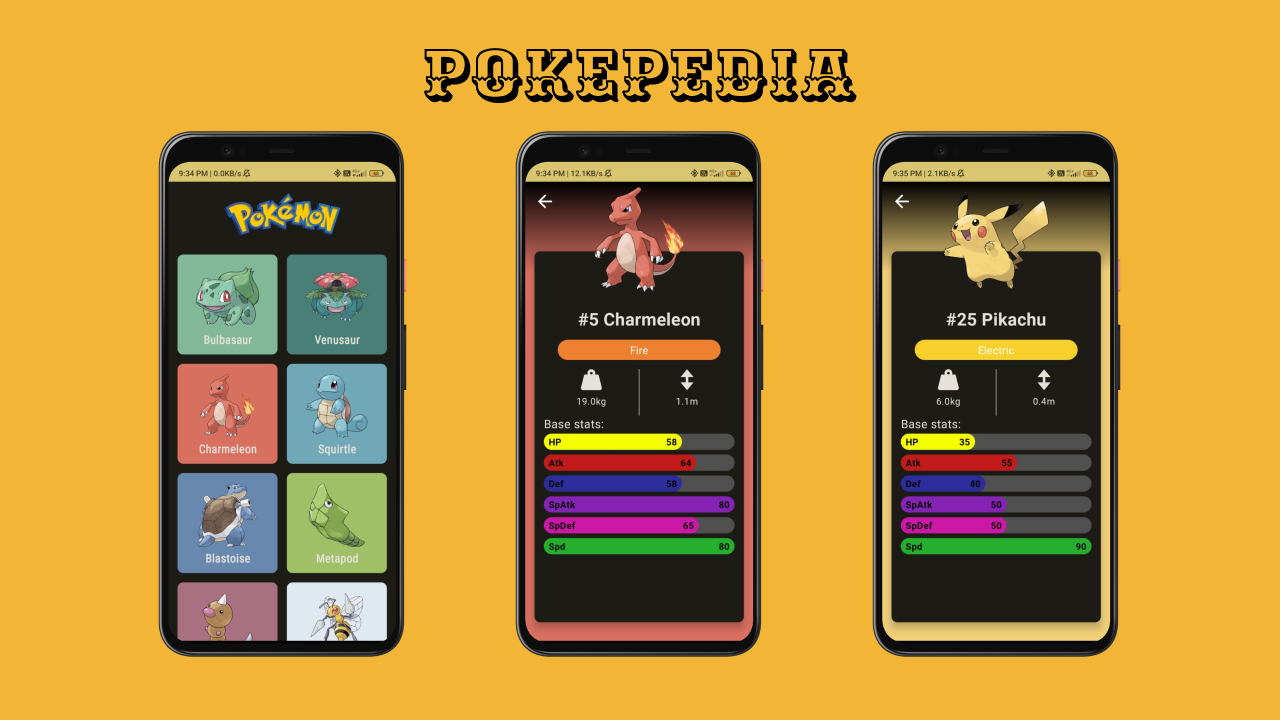 POKEPEDIA
9:34 PM | 0.0KB/s
60
POKéMON
Bulbasaur
Venusaur
Charmeleon
Squirtle
Blastoise
Metapod
9:34 PM | 12.1KB/s
60
#5 Charmeleon
Fire
19.0kg
1.1m
Base stats:
HP 58
Atk 64
Def 58
SpAtk 80
SpDef 65
Spd 80
9:35 PM | 2.1KB/s
60
#25 Pikachu
Electric
6.0kg
0.4m
Base stats:
HP 35
Atk 55
Def 40
SpAtk 50
SpDef 50
Spd 90